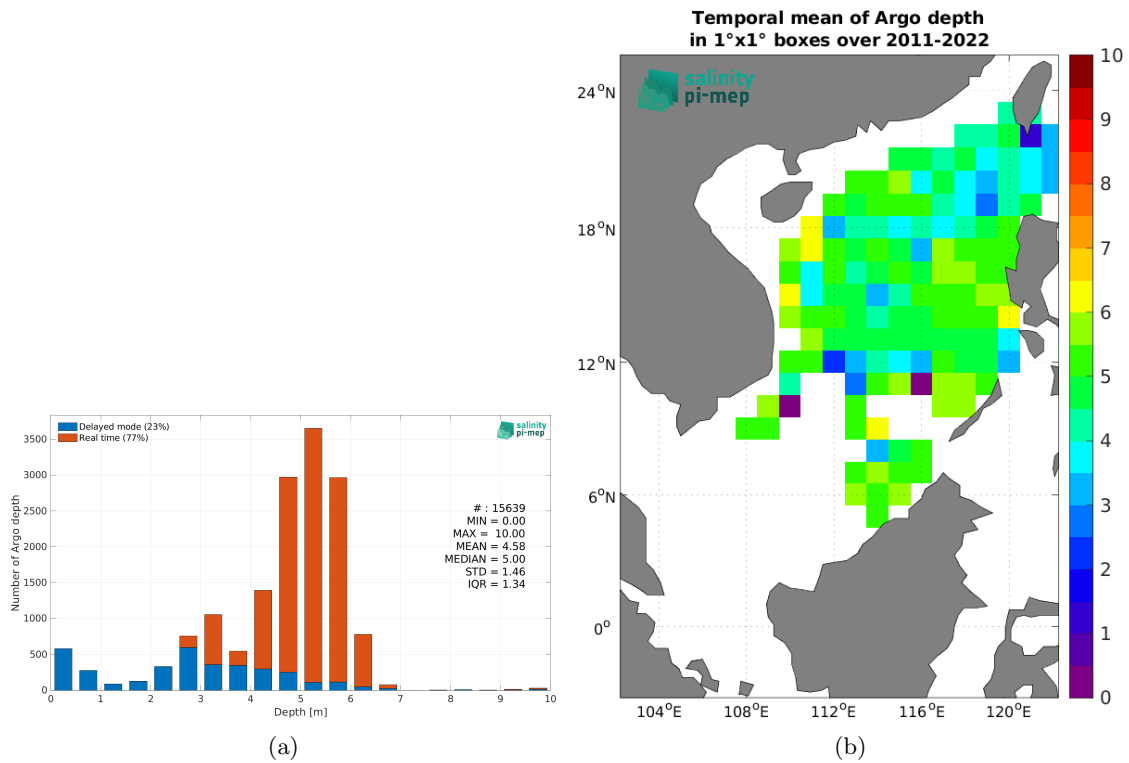 Delayed mode (23%)
Real time (77%)
salinity
pi-mep
# : 15639
MIN = 0.00
MAX = 10.00
MEAN = 4.58
MEDIAN = 5.00
STD = 1.46
IQR = 1.34
Number of Argo depth
3500
3000
2500
2000
1500
1000
500
0
0 1 2 3 4 5 6 7 8 9 10
Depth [m]
(a)
Temporal mean of Argo depth
in 1°x1° boxes over 2011-2022
salinity
pi-mep
24°N
18°N
12°N
6°N
0°
104°E 108°E 112°E 116°E 120°E
10
9
8
7
6
5
4
3
2
1
0
(b)